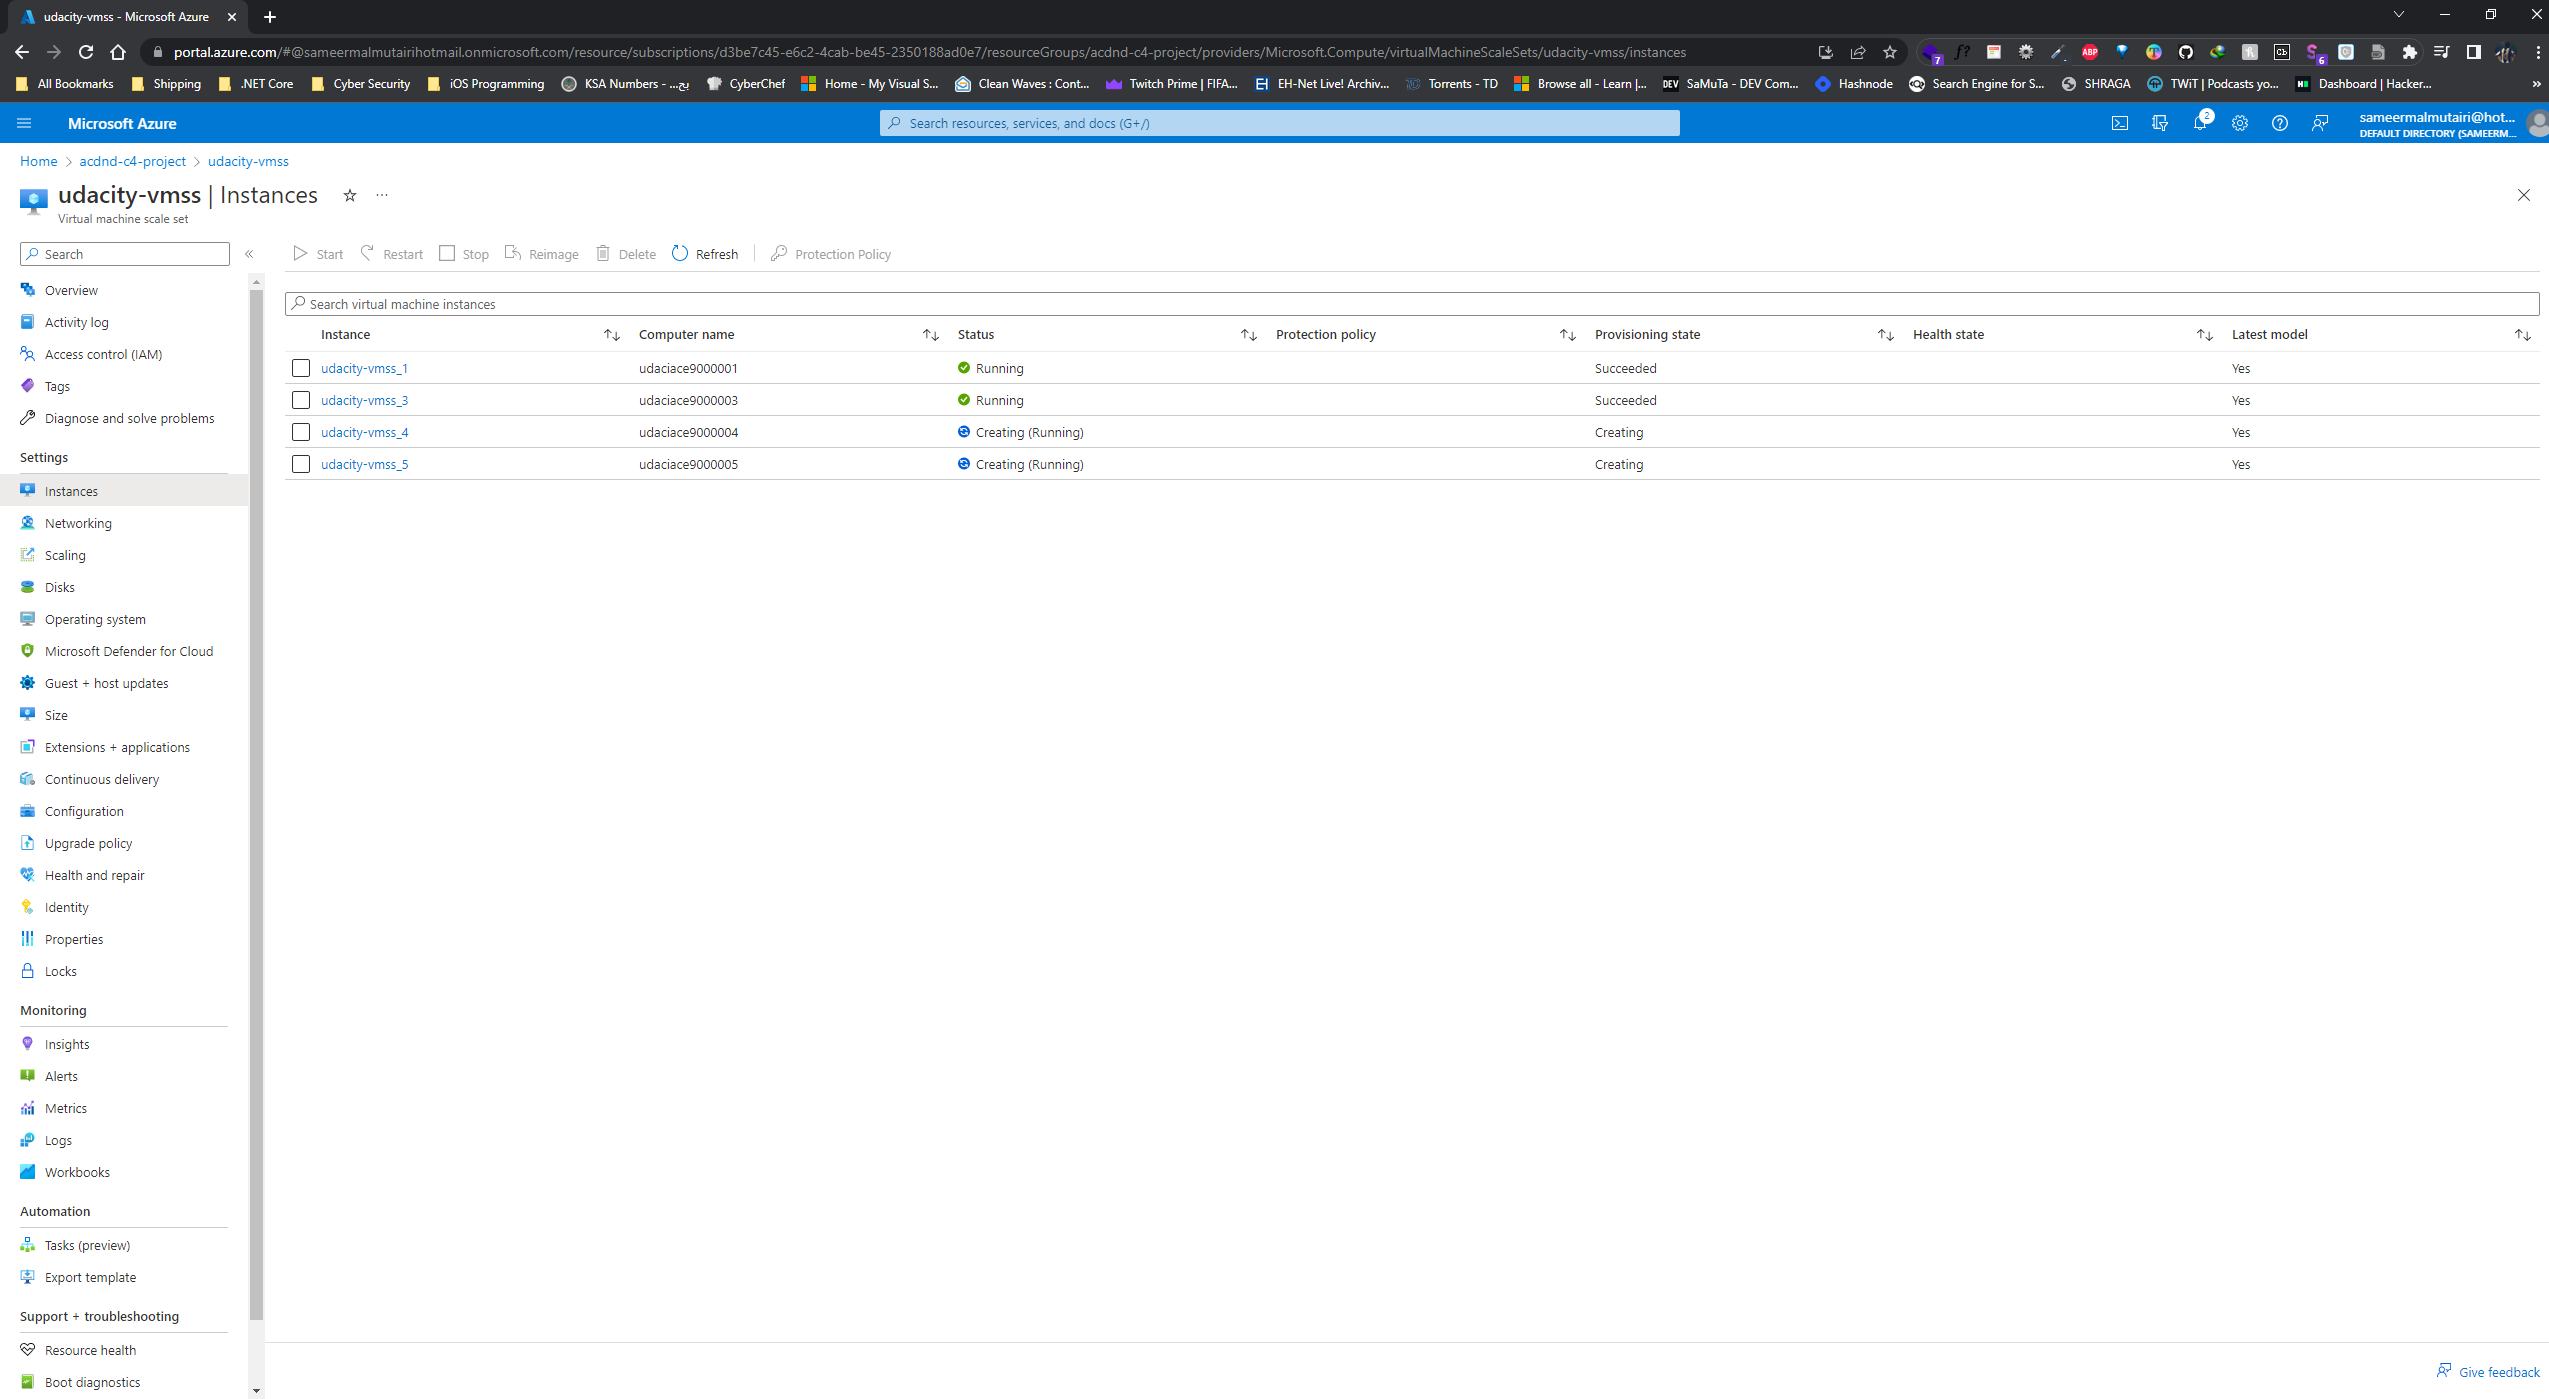 udacity-vmss - Microsoft Azure
portal.azure.com/#@sameermalmutairihotmail.onmicrosoft.com/resource/subscriptions/d3be7c45-e6c2-4cab-be45-2350188ad0e7/resourceGroups/acdnd-c4-project/providers/Microsoft.Compute/virtualMachineScaleSets/udacity-vmss/instances
All Bookmarks Shipping .NET Core Cyber Security iOS Programming KSA Numbers - ...بح CyberChef Home - My Visual S... Clean Waves : Cont... Twitch Prime | FIFA... EH-Net Live! Archiv... Torrents - TD Browse all - Learn |... SaMuTa - DEV Com... Hashnode Search Engine for S... SHRAGA TWiT | Podcasts yo... Dashboard | Hacker... »
Microsoft Azure
Search resources, services, and docs (G+/)
2
sameermalmutairi@hot...
DEFAULT DIRECTORY (SAMEERM...
Home > acdnd-c4-project > udacity-vmss
udacity-vmss | Instances
Virtual machine scale set
Search
Start Restart Stop Reimage Delete Refresh Protection Policy
Search virtual machine instances
Instance Computer name Status Protection policy Provisioning state Health state Latest model
udacity-vmss_1 udaciace9000001 Running Succeeded Yes
udacity-vmss_3 udaciace9000003 Running Succeeded Yes
udacity-vmss_4 udaciace9000004 Creating (Running) Creating Yes
udacity-vmss_5 udaciace9000005 Creating (Running) Creating Yes
Overview
Activity log
Access control (IAM)
Tags
Diagnose and solve problems
Settings
Instances
Networking
Scaling
Disks
Operating system
Microsoft Defender for Cloud
Guest + host updates
Size
Extensions + applications
Continuous delivery
Configuration
Upgrade policy
Health and repair
Identity
Properties
Locks
Monitoring
Insights
Alerts
Metrics
Logs
Workbooks
Automation
Tasks (preview)
Export template
Support + troubleshooting
Resource health
Boot diagnostics
Give feedback